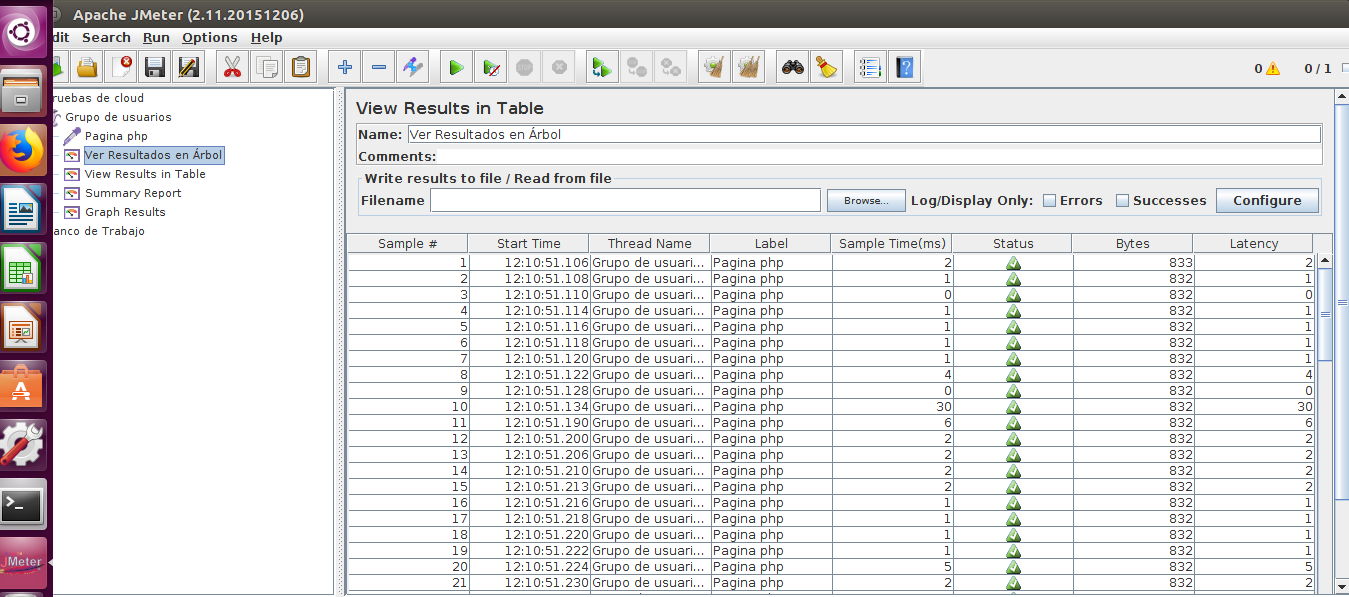 Apache JMeter (2.11.20151206)
dit Search Run Options Help
0 0 / 1
ruebas de cloud
Grupo de usuarios
Pagina php
Ver Resultados en Árbol
View Results in Table
Summary Report
Graph Results
anco de Trabajo
View Results in Table
Name: Ver Resultados en Árbol
Comments:
Write results to file / Read from file
Filename Browse... Log/Display Only: Errors Successes Configure
Sample # Start Time Thread Name Label Sample Time(ms) Status Bytes Latency
1 12:10:51.106 Grupo de usuari... Pagina php 2 833 2
2 12:10:51.108 Grupo de usuari... Pagina php 1 832 1
3 12:10:51.110 Grupo de usuari... Pagina php 0 832 0
4 12:10:51.114 Grupo de usuari... Pagina php 1 832 1
5 12:10:51.116 Grupo de usuari... Pagina php 1 832 1
6 12:10:51.118 Grupo de usuari... Pagina php 1 832 1
7 12:10:51.120 Grupo de usuari... Pagina php 1 832 1
8 12:10:51.122 Grupo de usuari... Pagina php 4 832 4
9 12:10:51.128 Grupo de usuari... Pagina php 0 832 0
10 12:10:51.134 Grupo de usuari... Pagina php 30 832 30
11 12:10:51.190 Grupo de usuari... Pagina php 6 832 6
12 12:10:51.200 Grupo de usuari... Pagina php 2 832 2
13 12:10:51.206 Grupo de usuari... Pagina php 2 832 2
14 12:10:51.210 Grupo de usuari... Pagina php 2 832 2
15 12:10:51.213 Grupo de usuari... Pagina php 2 832 2
16 12:10:51.216 Grupo de usuari... Pagina php 1 832 1
17 12:10:51.218 Grupo de usuari... Pagina php 1 832 1
18 12:10:51.220 Grupo de usuari... Pagina php 1 832 1
19 12:10:51.222 Grupo de usuari... Pagina php 1 832 1
20 12:10:51.224 Grupo de usuari... Pagina php 5 832 5
21 12:10:51.230 Grupo de usuari... Pagina php 2 832 2
JMeter